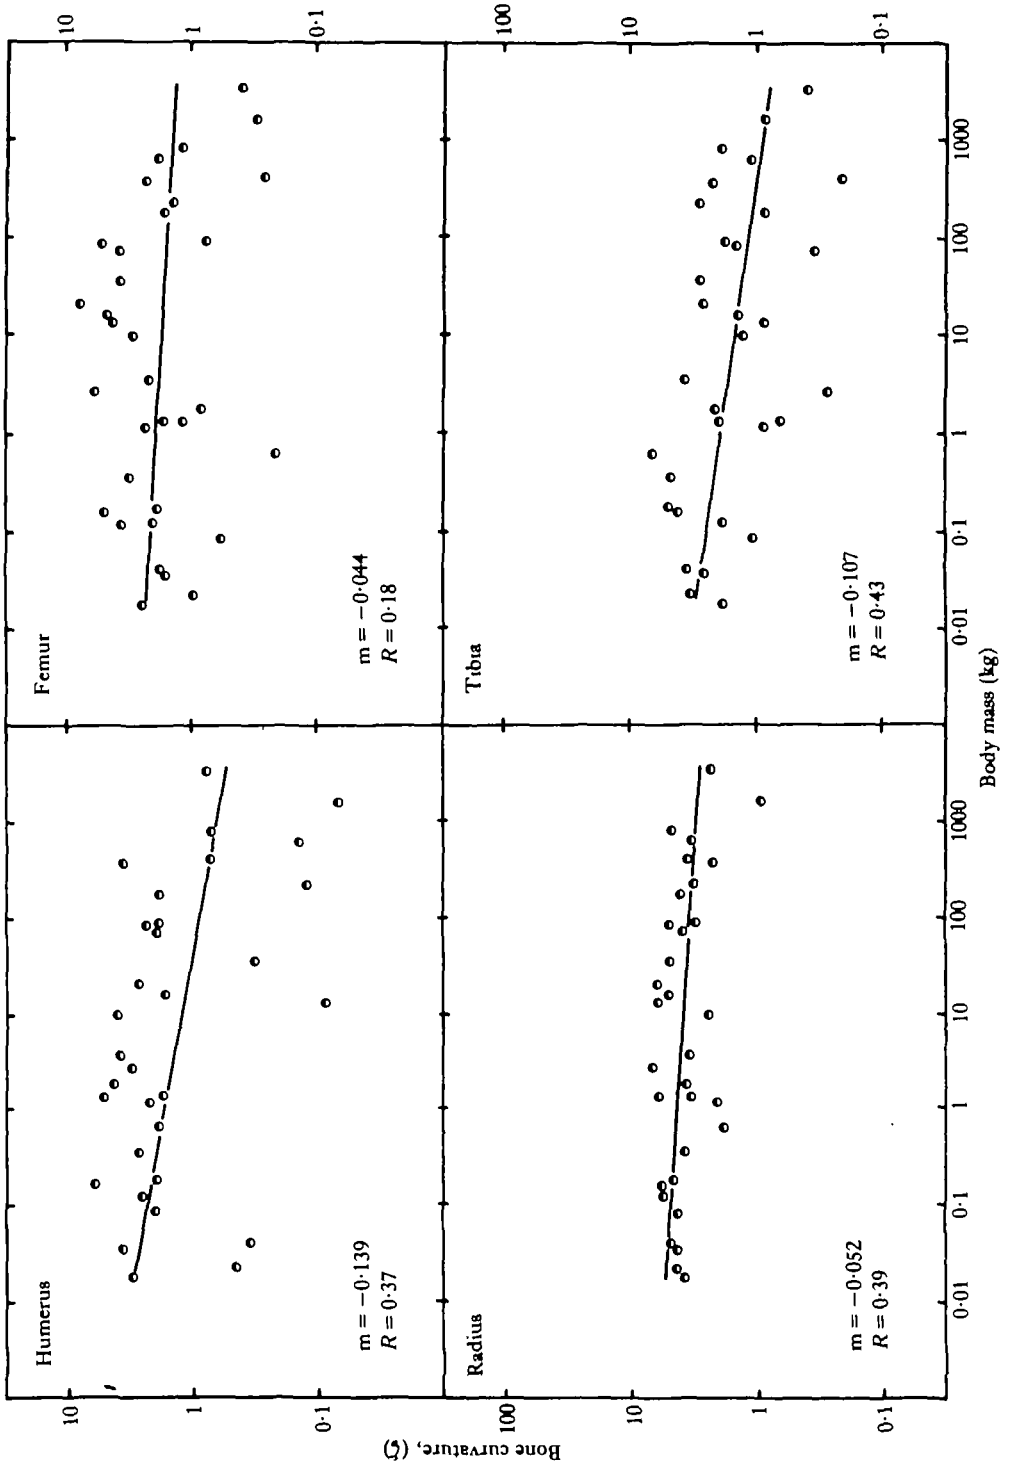 Humerus
m = −0·139
R = 0·37
Femur
m = −0·044
R = 0·18
Radius
m = −0·052
R = 0·39
Tibia
m = −0·107
R = 0·43
Bone curvature, (ζ)
10
1
0·1
100
10
1
0·1
10
1
0·1
100
10
1
0·1
0·01
0·1
1
10
100
1000
0·01
0·1
1
10
100
1000
Body mass (kg)